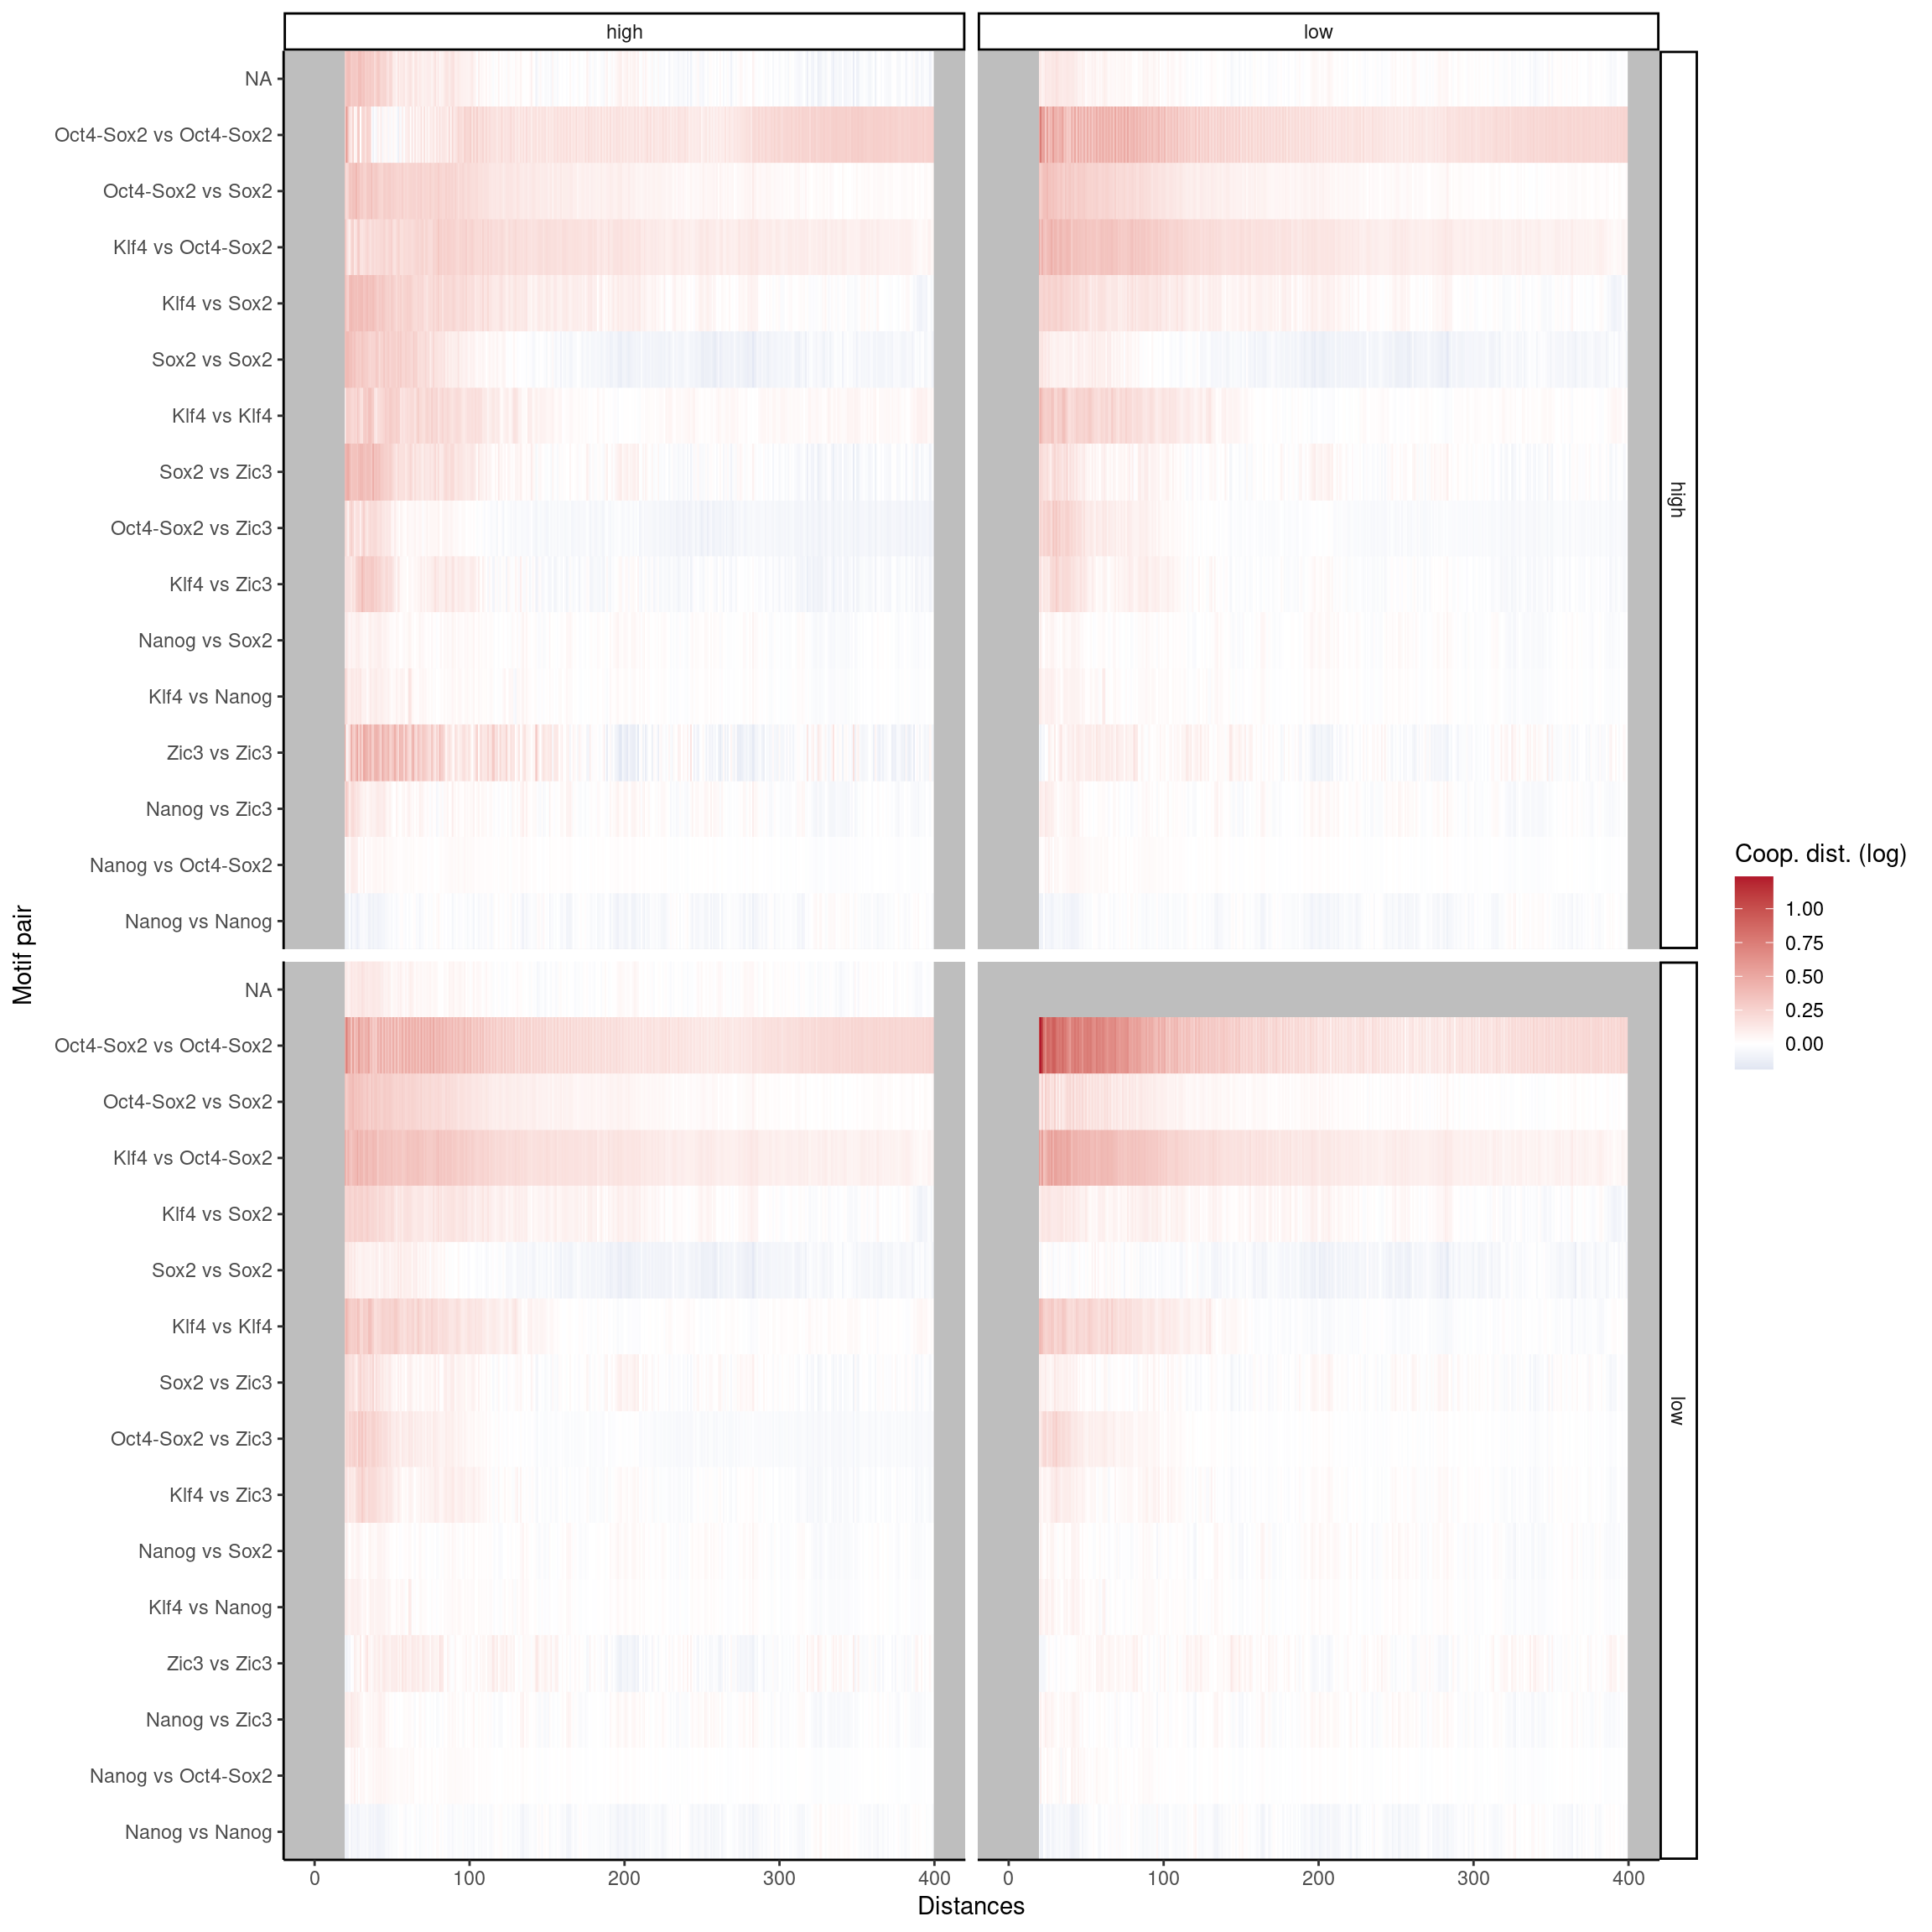 high
low
NA
Oct4-Sox2 vs Oct4-Sox2
Oct4-Sox2 vs Sox2
Klf4 vs Oct4-Sox2
Klf4 vs Sox2
Sox2 vs Sox2
Klf4 vs Klf4
Sox2 vs Zic3
Oct4-Sox2 vs Zic3
Klf4 vs Zic3
Nanog vs Sox2
Klf4 vs Nanog
Zic3 vs Zic3
Nanog vs Zic3
Nanog vs Oct4-Sox2
Nanog vs Nanog
high
NA
Oct4-Sox2 vs Oct4-Sox2
Oct4-Sox2 vs Sox2
Klf4 vs Oct4-Sox2
Klf4 vs Sox2
Sox2 vs Sox2
Klf4 vs Klf4
Sox2 vs Zic3
Oct4-Sox2 vs Zic3
Klf4 vs Zic3
Nanog vs Sox2
Klf4 vs Nanog
Zic3 vs Zic3
Nanog vs Zic3
Nanog vs Oct4-Sox2
Nanog vs Nanog
low
0 100 200 300 400
0 100 200 300 400
Distances
Motif pair
Coop. dist. (log)
1.00
0.75
0.50
0.25
0.00